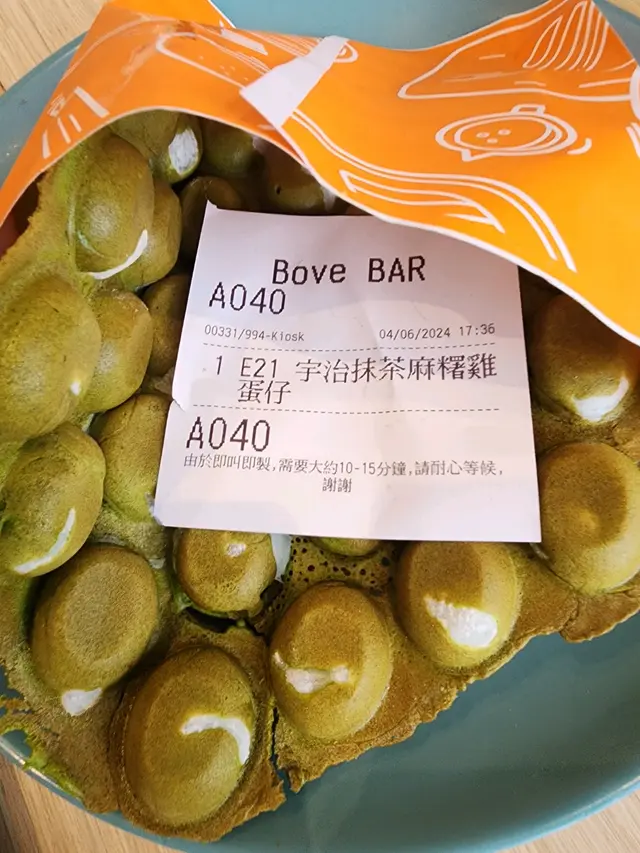 Bove BAR
A040
00331/994-Kiosk 04/06/2024 17:36
1 E21 宇治抹茶麻糬雞
蛋仔
A040
由於即叫即製,需要大約10-15分鐘,請耐心等候,
謝謝